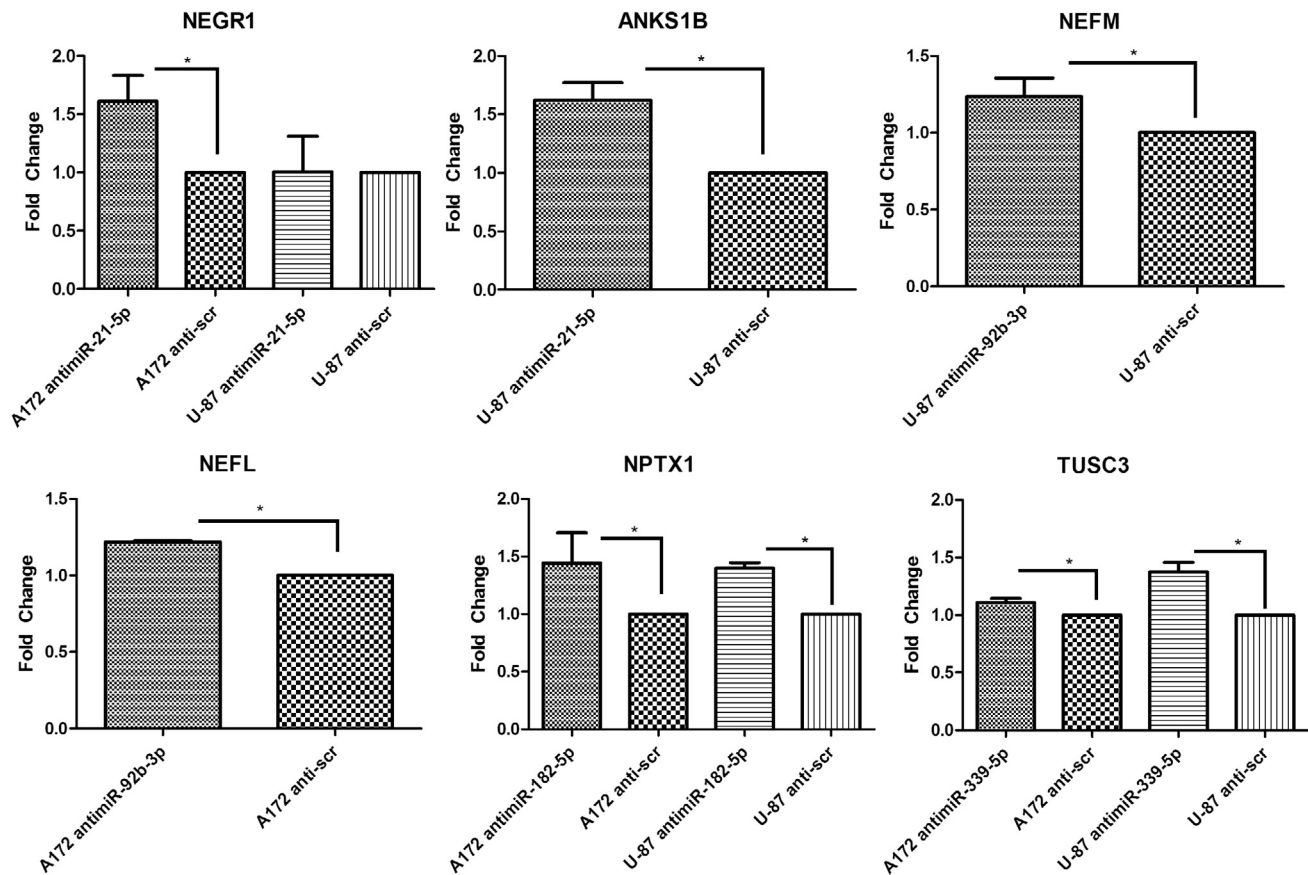 NEGR1
Fold Change
2.0
1.5
1.0
0.5
0.0
*
A172 antimiR-21-5p
A172 anti-scr
U-87 antimiR-21-5p
U-87 anti-scr
ANKS1B
Fold Change
2.0
1.5
1.0
0.5
0.0
*
U-87 antimiR-21-5p
U-87 anti-scr
NEFM
Fold Change
1.5
1.0
0.5
0.0
*
U-87 antimiR-92b-3p
U-87 anti-scr
NEFL
Fold Change
1.5
1.0
0.5
0.0
*
A172 antimiR-92b-3p
A172 anti-scr
NPTX1
Fold Change
2.0
1.5
1.0
0.5
0.0
*
*
A172 antimiR-182-5p
A172 anti-scr
U-87 antimiR-182-5p
U-87 anti-scr
TUSC3
Fold Change
2.0
1.5
1.0
0.5
0.0
*
*
A172 antimiR-339-5p
A172 anti-scr
U-87 antimiR-339-5p
U-87 anti-scr